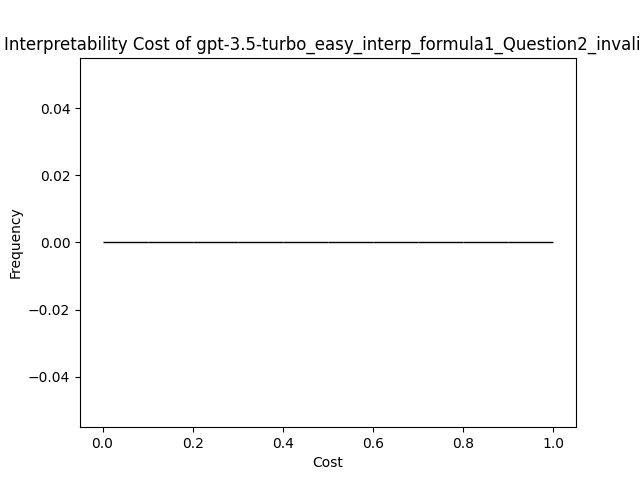 Interpretability Cost of gpt-3.5-turbo_easy_interp_formula1_Question2_invali
0.04
0.02
0.00
−0.02
−0.04
Frequency
0.0 0.2 0.4 0.6 0.8 1.0
Cost